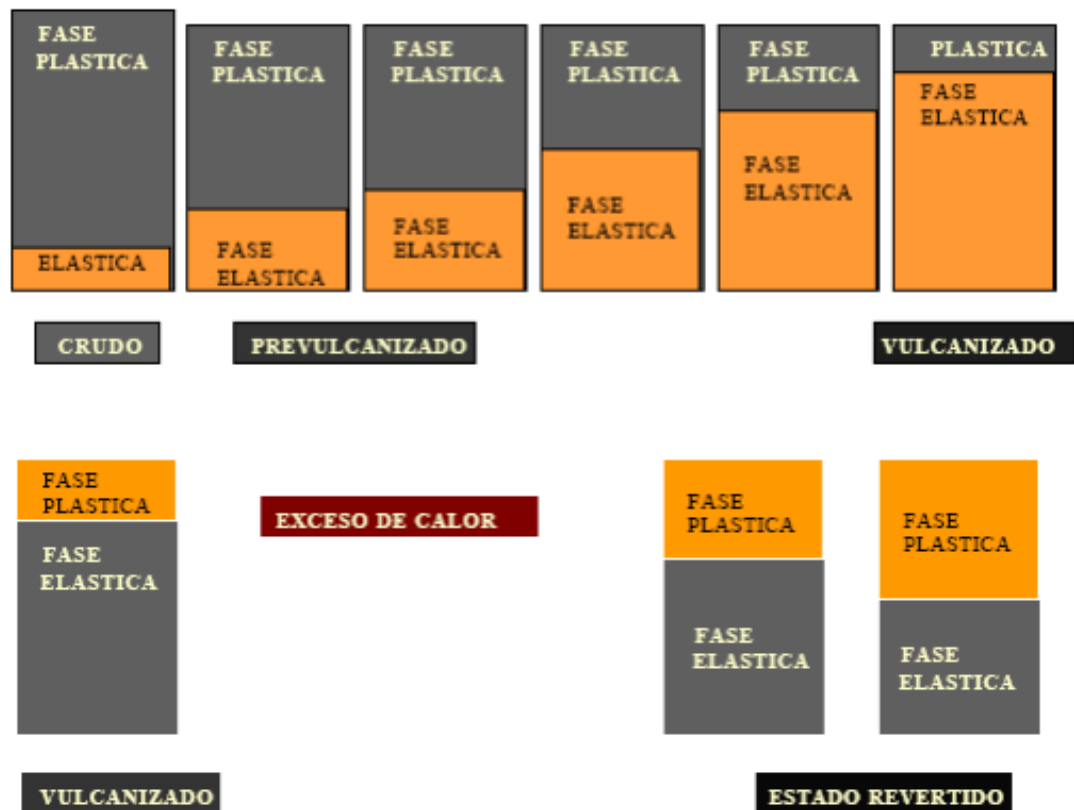 FASE
PLASTICA
ELASTICA
FASE
PLASTICA
FASE
ELASTICA
FASE
PLASTICA
FASE
ELASTICA
FASE
PLASTICA
FASE
ELASTICA
FASE
PLASTICA
FASE
ELASTICA
PLASTICA
FASE
ELASTICA
CRUDO
PREVULCANIZADO
VULCANIZADO
FASE
PLASTICA
FASE
ELASTICA
EXCESO DE CALOR
FASE
PLASTICA
FASE
ELASTICA
FASE
PLASTICA
FASE
ELASTICA
VULCANIZADO
ESTADO REVERTIDO